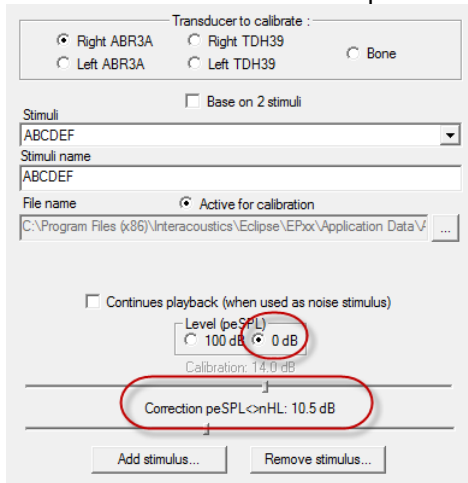 Transducer to calibrate :
Right ABR3A Right TDH39
Bone
Left ABR3A Left TDH39
Base on 2 stimuli
Stimuli
ABCDEF
Stimuli name
ABCDEF
File name Active for calibration
C:\Program Files (x86)\Interacoustics\Eclipse\EPxx\Application Data\ ...
Continues playback (when used as noise stimulus)
Level (peSPL)
100 dB 0 dB
Calibration: 14.0 dB
Correction peSPL<>nHL: 10.5 dB
Add stimulus... Remove stimulus...